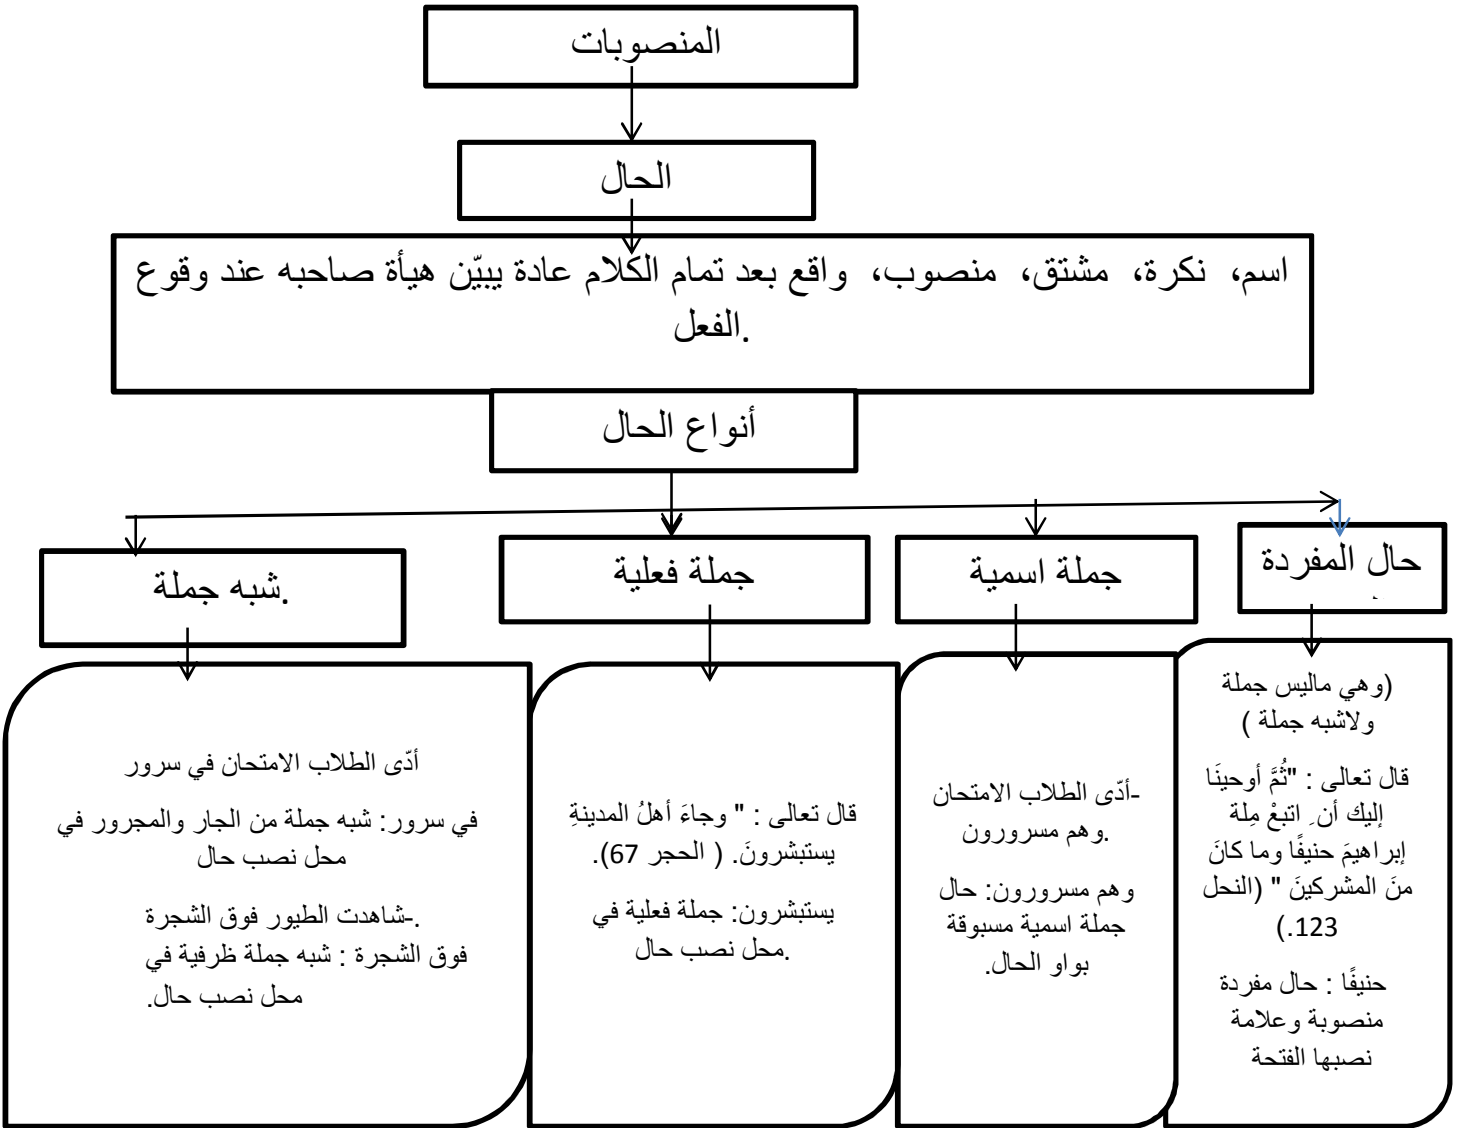 المنصوبات
الحال
اسم، نكرة، مشتق، منصوب، واقع بعد تمام الكلام عادة يبيّن هيأة صاحبه عند وقوع
الفعل.
أنواع الحال
حال المفردة
جملة اسمية
جملة فعلية
شبه جملة.
(وهي ماليس جملة
ولاشبه جملة )
قال تعالى : "ثُمَّ أوحينَا
إليك أن ِ اتبعْ مِلة
إبراهيمَ حنيفًا وما كانَ
منَ المشركينَ " (النحل
123.)
حنيفًا : حال مفردة
منصوبة وعلامة
نصبها الفتحة
-أدّى الطلاب الامتحان
وهم مسرورون.
وهم مسرورون: حال
جملة اسمية مسبوقة
بواو الحال.
قال تعالى : " وجاءَ أهلُ المدينةِ
يستبشرونَ. ( الحجر 67).
يستبشرون: جملة فعلية في
محل نصب حال.
أدّى الطلاب الامتحان في سرور
في سرور: شبه جملة من الجار والمجرور في
محل نصب حال
-شاهدت الطيور فوق الشجرة.
فوق الشجرة : شبه جملة ظرفية في
محل نصب حال.